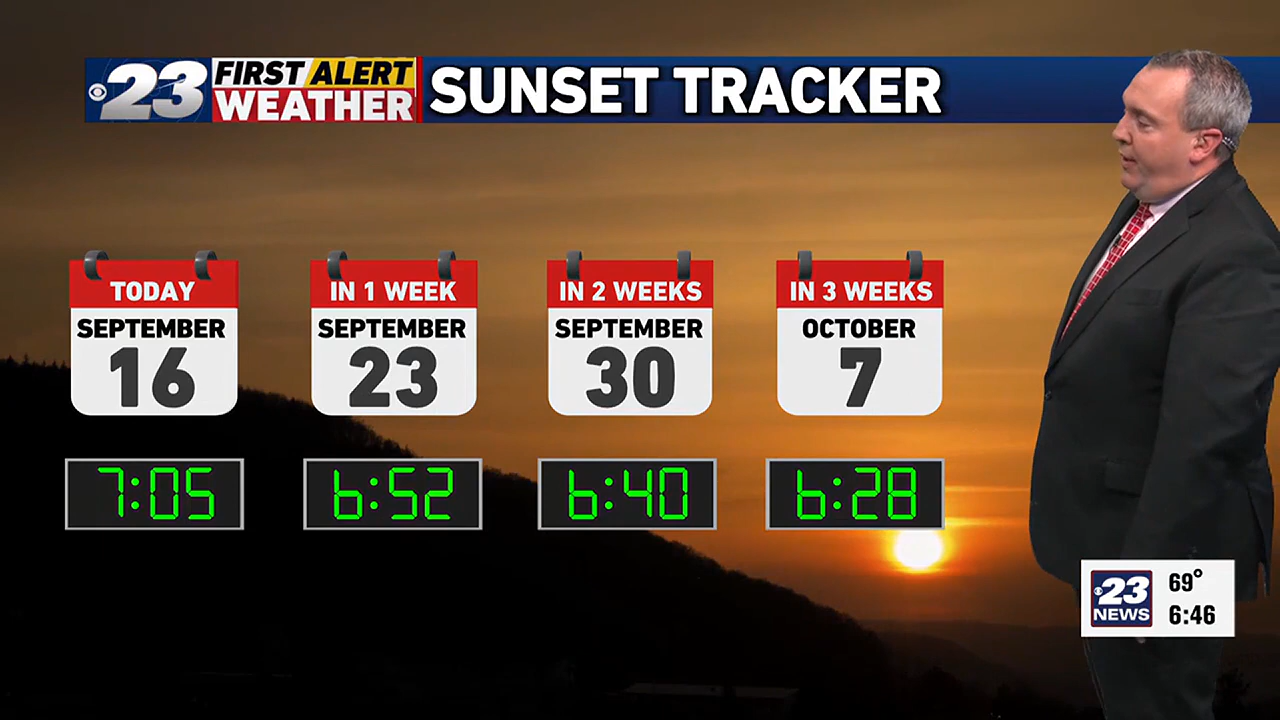 23 FIRST ALERT WEATHER SUNSET TRACKER
TODAY
SEPTEMBER
16
7:05
IN 1 WEEK
SEPTEMBER
23
6:52
IN 2 WEEKS
SEPTEMBER
30
6:40
IN 3 WEEKS
OCTOBER
7
6:28
23 NEWS
69°
6:46